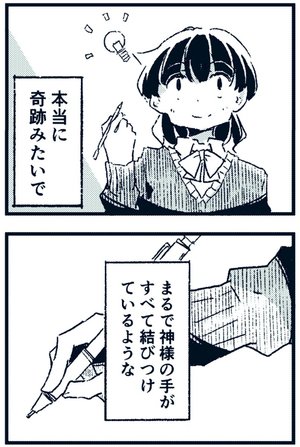 本当に
奇跡みたいで
まるで神様の手が
すべて結びつけ
ているような